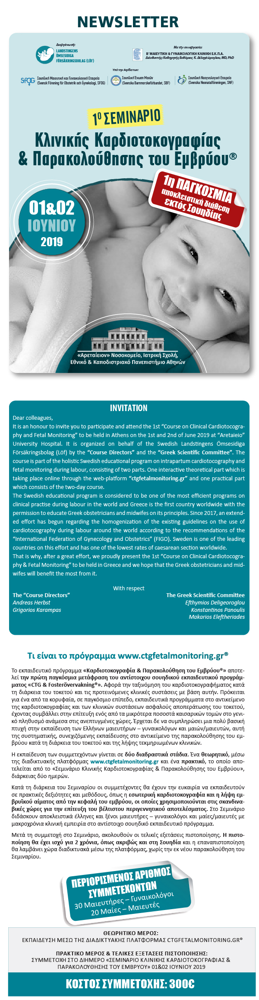 NEWSLETTER
Διοργάνωση:
LANDSTINGENS
ÖMSESIDIGA
FÖRSÄKRINGSBOLAG (LÖF)
Με την συνεργασία:
Β' ΜΑΙΕΥΤΙΚΗ & ΓΥΝΑΙΚΟΛΟΓΙΚΗ ΚΛΙΝΙΚΗ Ε.Κ.Π.Α.
Διευθυντής: Καθηγητής Ευθύμιος Κ. Δεληγεώρογλου, MD, PhD
Υπό την Αιγίδα των:
SFOG
Σουηδική Μαιευτική και Γυναικολογική Εταιρεία
(Svensk Förening för Obstetrik och Gynekologi, SFOG)
Σουηδική Ένωση Μαιών
(Svenska Barnmorskeförbundet, SBF)
Σουηδική Νεογνολογική Εταιρεία
(Svenska Neonatalföreningen, SNF)
1ο ΣΕΜΙΝΑΡΙΟ
Κλινικής Καρδιοτοκογραφίας
& Παρακολούθησης του Εμβρύου®
1η ΠΑΓΚΟΣΜΙΑ
αποκλειστική διάθεση
εκτός Σουηδίας
01&02
ΙΟΥΝΙΟΥ
2019
«Αρεταίειον» Νοσοκομείο, Ιατρική Σχολή,
Εθνικό & Καποδιστριακό Πανεπιστήμιο Αθηνών
INVITATION
Dear colleagues,
It is an honour to invite you to participate and attend the 1st “Course on Clinical Cardiotocogra-
phy and Fetal Monitoring” to be held in Athens on the 1st and 2nd of June 2019 at “Aretaieio”
University Hospital. It is organized on behalf of the Swedish Landstingens Ömsesidiga
Försäkringsbolag (Löf) by the “Course Directors” and the “Greek Scientific Committee”. The
course is part of the holistic Swedish educational program on intrapartum cardiotocography and
fetal monitoring during labour, consisting of two parts. One interactive theoretical part which is
taking place online through the web-platform “ctgfetalmonitoring.gr” and one practical part
which consists of the two-day course.
The Swedish educational program is considered to be one of the most efficient programs on
clinical practise during labour in the world and Greece is the first country worldwide with the
permission to educate Greek obstetricians and midwifes on its principles. Since 2017, an extend-
ed effort has begun regarding the homogenization of the existing guidelines on the use of
cardiotocography during labour around the world according to the recommendations of the
“International Federation of Gynecology and Obstetrics” (FIGO). Sweden is one of the leading
countries on this effort and has one of the lowest rates of caesarean section worldwide.
That is why, after a great effort, we proudly present the 1st “Course on Clinical Cardiotocogra-
phy & Fetal Monitoring” to be held in Greece and we hope that the Greek obstetricians and mid-
wifes will benefit the most from it.
With respect
The “Course Directors”
Andreas Herbst
Grigorios Karampas
The Greek Scientific Committee
Efthymios Deligeoroglou
Konstantinos Panoulis
Makarios Eleftheriades
Τι είναι το πρόγραμμα www.ctgfetalmonitoring.gr®
Το εκπαιδευτικό πρόγραμμα «Καρδιοτοκογραφία & Παρακολούθηση του Εμβρύου®» αποτε-
λεί την πρώτη παγκόσμια μετάφραση του αντίστοιχου σουηδικού εκπαιδευτικού προγράμ-
ματος «CTG & Fosterövervakning®». Αφορά την ταξινόμηση του καρδιοτοκογραφήματος κατά
τη διάρκεια του τοκετού και τις προτεινόμενες κλινικές συστάσεις με βάση αυτήν. Πρόκειται
για ένα από τα κορυφαία, σε παγκόσμιο επίπεδο, εκπαιδευτικά προγράμματα στο αντικείμενο
της καρδιοτοκογραφίας και των κλινικών συστάσεων ασφαλούς αποπεράτωσης του τοκετού,
έχοντας συμβάλλει στην επίτευξη ενός από τα μικρότερα ποσοστά καισαρικών τομών στο γενι-
κό πληθυσμό ανάμεσα στις ανεπτυγμένες χώρες. Έρχεται δε να συμπληρώσει μια πολύ βασική
πτυχή στην εκπαίδευση των Ελλήνων μαιευτήρων – γυναικολόγων και μαιών/μαιευτών, αυτή
της συστηματικής, συνεχιζόμενης εκπαίδευσης στο αντικείμενο της παρακολούθησης του εμ-
βρύου κατά τη διάρκεια του τοκετού και της λήψης τεκμηριωμένων κλινικών.
Η εκπαίδευση των συμμετεχόντων γίνεται σε δύο διαδραστικά στάδια. Ένα θεωρητικό, μέσω
της διαδικτυακής πλατφόρμας www.ctgfetalmonitoring.gr και ένα πρακτικό, το οποίο απο-
τελείται από το «Σεμινάριο Κλινικής Καρδιοτοκογραφίας & Παρακολούθησης του Εμβρύου»,
διάρκειας δύο ημερών.
Κατά τη διάρκεια του Σεμιναρίου οι συμμετέχοντες θα έχουν την ευκαιρία να εκπαιδευτούν
σε πρακτικές δεξιότητες και μεθόδους, όπως η εσωτερική καρδιοτοκογραφία και η λήψη εμ-
βρυϊκού αίματος από την κεφαλή του εμβρύου, οι οποίες χρησιμοποιούνται στις σκανδινα-
βικές χώρες για την επίτευξη του βέλτιστου περιγεννητικού αποτελέσματος. Στο Σεμινάριο
διδάσκουν αποκλειστικά έλληνες και ξένοι μαιευτήρες – γυναικολόγοι και μαίες/μαιευτές με
μακροχρόνια κλινική εμπειρία στο αντίστοιχο σουηδικό εκπαιδευτικό πρόγραμμα.
Μετά τη συμμετοχή στο Σεμινάριο, ακολουθούν οι τελικές εξετάσεις πιστοποίησης. Η πιστο-
ποίηση θα έχει ισχύ για 2 χρόνια, όπως ακριβώς και στη Σουηδία και η επαναπιστοποίηση
θα λαμβάνει χώρα διαδικτυακά μέσω της πλατφόρμας, χωρίς την εκ νέου παρακολούθηση του
Σεμιναρίου.
ΠΕΡΙΟΡΙΣΜΕΝΟΣ ΑΡΙΘΜΟΣ
ΣΥΜΜΕΤΕΧΟΝΤΩΝ
30 Μαιευτήρες – Γυναικολόγοι
20 Μαίες – Μαιευτές
ΘΕΩΡΗΤΙΚΟ ΜΕΡΟΣ:
ΕΚΠΑΙΔΕΥΣΗ ΜΕΣΩ ΤΗΣ ΔΙΑΔΙΚΤΥΑΚΗΣ ΠΛΑΤΦΟΡΜΑΣ CTGFETALMONITORING.GR®
ΠΡΑΚΤΙΚΟ ΜΕΡΟΣ & ΤΕΛΙΚΕΣ ΕΞΕΤΑΣΕΙΣ ΠΙΣΤΟΠΟΙΗΣΗΣ:
ΣΥΜΜΕΤΟΧΗ ΣΤΟ ΔΙΗΜΕΡΟ «ΣΕΜΙΝΑΡΙΟ ΚΛΙΝΙΚΗΣ ΚΑΡΔΙΟΤΟΚΟΓΡΑΦΙΑΣ &
ΠΑΡΑΚΟΛΟΥΘΗΣΗΣ ΤΟΥ ΕΜΒΡΥΟΥ» 01&02 ΙΟΥΝΙΟΥ 2019
ΚΟΣΤΟΣ ΣΥΜΜΕΤΟΧΗΣ: 300€